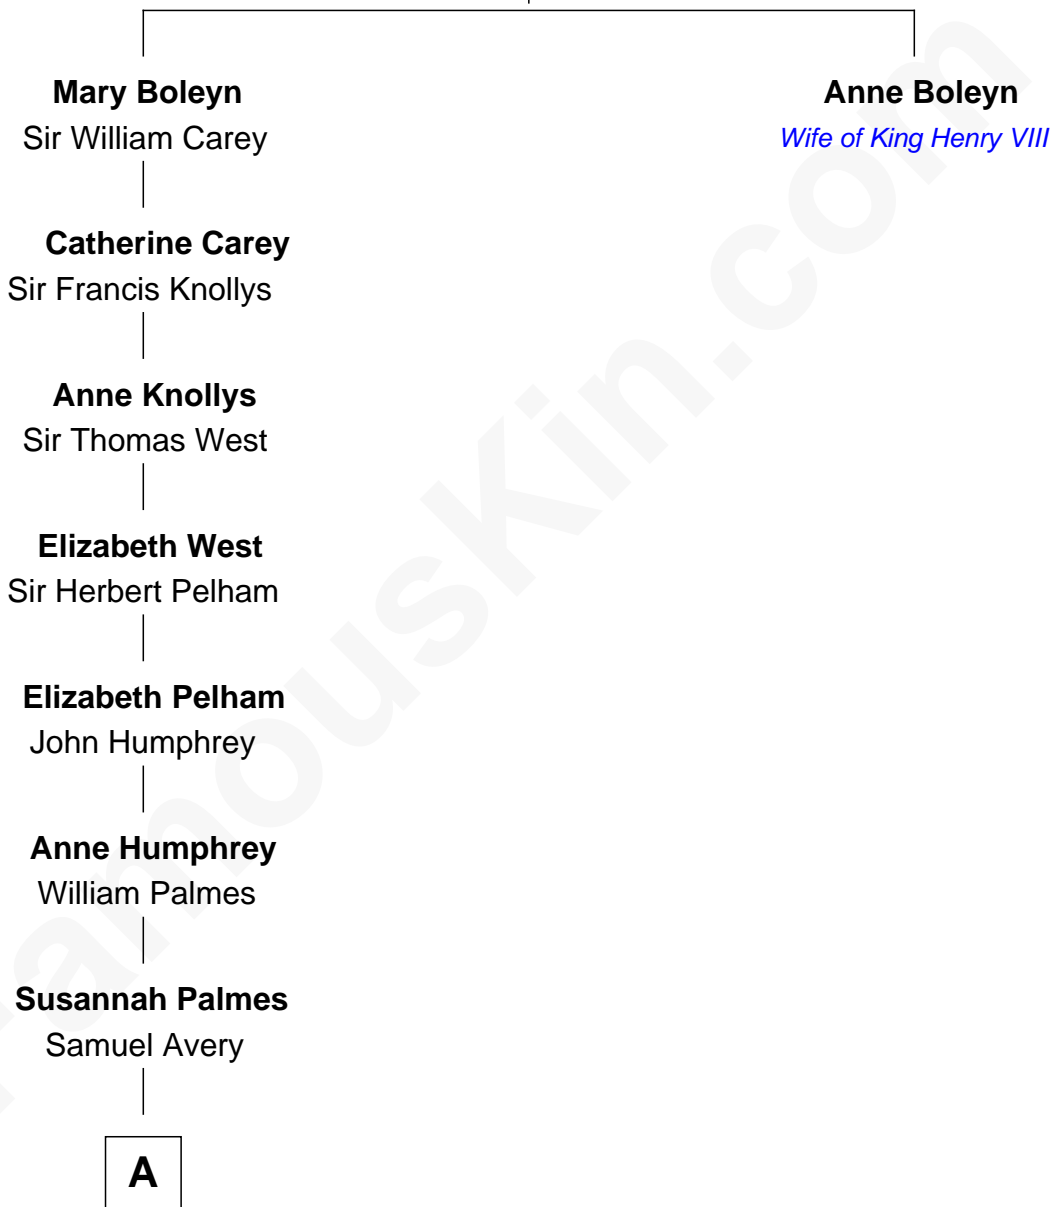 Mary Boleyn
Sir William Carey
Anne Boleyn
Wife of King Henry VIII
Catherine Carey
Sir Francis Knollys
Anne Knollys
Sir Thomas West
Elizabeth West
Sir Herbert Pelham
Elizabeth Pelham
John Humphrey
Anne Humphrey
William Palmes
Susannah Palmes
Samuel Avery
A
FamousKin.com